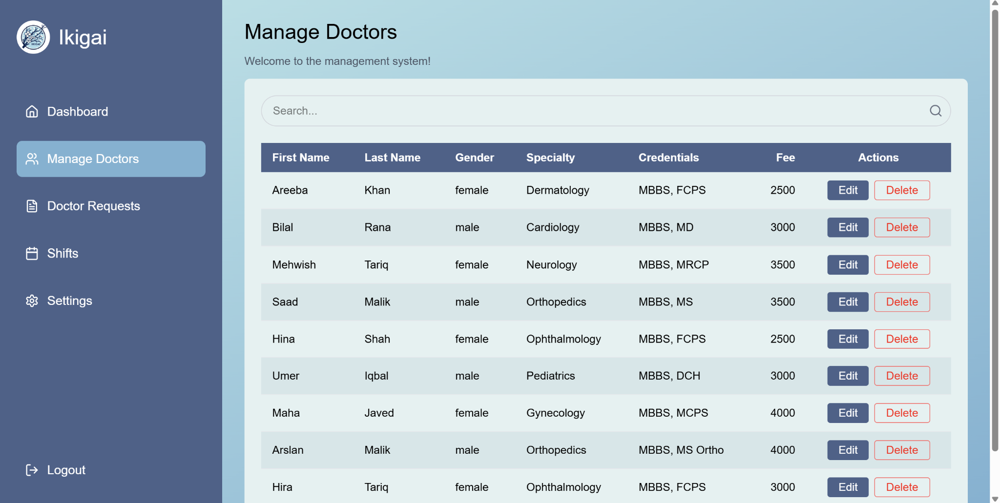 IKIGAI
Ikigai
Dashboard
Manage Doctors
Doctor Requests
Shifts
Settings
Logout
Manage Doctors
Welcome to the management system!
Search...
First Name Last Name Gender Specialty Credentials Fee Actions
Areeba Khan female Dermatology MBBS, FCPS 2500 Edit Delete
Bilal Rana male Cardiology MBBS, MD 3000 Edit Delete
Mehwish Tariq female Neurology MBBS, MRCP 3500 Edit Delete
Saad Malik male Orthopedics MBBS, MS 3500 Edit Delete
Hina Shah female Ophthalmology MBBS, FCPS 2500 Edit Delete
Umer Iqbal male Pediatrics MBBS, DCH 3000 Edit Delete
Maha Javed female Gynecology MBBS, MCPS 4000 Edit Delete
Arslan Malik male Orthopedics MBBS, MS Ortho 4000 Edit Delete
Hira Tariq female Ophthalmology MBBS, FCPS 3000 Edit Delete